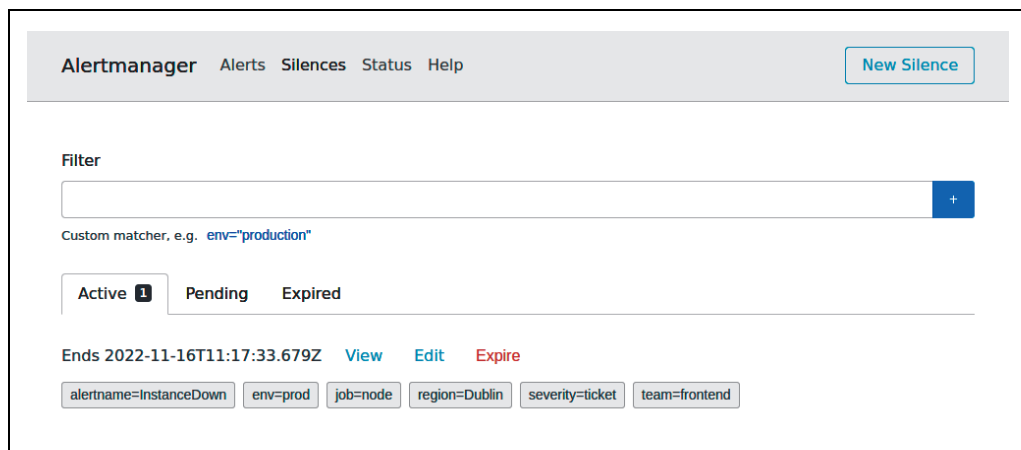 Alertmanager Alerts Silences Status Help New Silence
Filter
+
Custom matcher, e.g. env="production"
Active 1 Pending Expired
Ends 2022-11-16T11:17:33.679Z View Edit Expire
alertname=InstanceDown env=prod job=node region=Dublin severity=ticket team=frontend